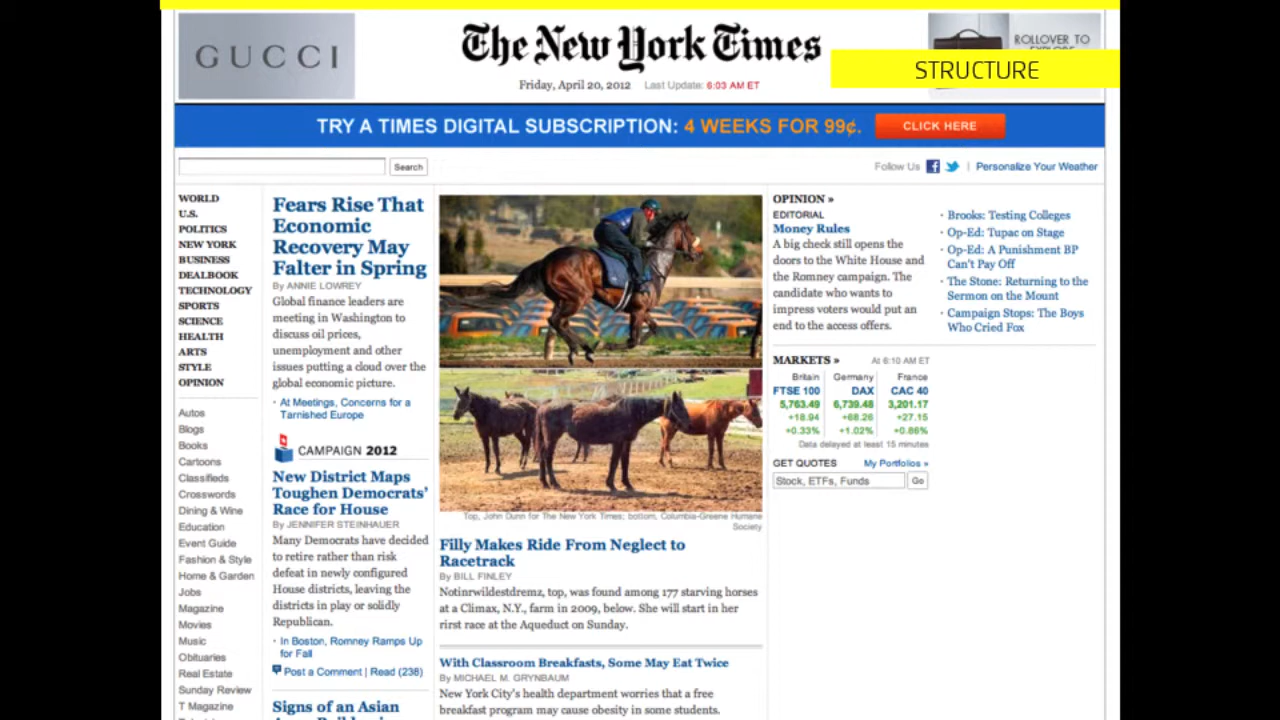 GUCCI
The New York Times
ROLLOVER TO
STRUCTURE
Friday, April 20, 2012 Last Update: 6:03 AM ET
TRY A TIMES DIGITAL SUBSCRIPTION: 4 WEEKS FOR 99¢. CLICK HERE
Search
Follow Us | Personalize Your Weather
WORLD
U.S.
POLITICS
NEW YORK
BUSINESS
DEALBOOK
TECHNOLOGY
SPORTS
SCIENCE
HEALTH
ARTS
STYLE
OPINION
Autos
Blogs
Books
Cartoons
Classifieds
Crosswords
Dining & Wine
Education
Event Guide
Fashion & Style
Home & Garden
Jobs
Magazine
Movies
Music
Obituaries
Real Estate
Sunday Review
T Magazine
Fears Rise That
Economic
Recovery May
Falter in Spring
By ANNIE LOWREY
Global finance leaders are
meeting in Washington to
discuss oil prices,
unemployment and other
issues putting a cloud over the
global economic picture.
· At Meetings, Concerns for a
Tarnished Europe
CAMPAIGN 2012
New District Maps
Toughen Democrats'
Race for House
By JENNIFER STEINHAUER
Many Democrats have decided
to retire rather than risk
defeat in newly configured
House districts, leaving the
districts in play or solidly
Republican.
· In Boston, Romney Ramps Up
for Fall
Post a Comment | Read (238)
Signs of an Asian
Top, John Dunn for The New York Times; bottom, Columbia-Greene Humene
Society
Filly Makes Ride From Neglect to
Racetrack
By BILL FINLEY
Notinrwildestdremz, top, was found among 177 starving horses
at a Climax, N.Y., farm in 2009, below. She will start in her
rirst race at the Aqueduct on Sunday.
With Classroom Breakfasts, Some May Eat Twice
By MICHAEL M. GRYNBAUM
New York City's health department worries that a free
breakfast program may cause obesity in some students.
OPINION »
EDITORIAL
Money Rules
A big check still opens the
doors to the White House and
the Romney campaign. The
candidate who wants to
impress voters would put an
end to the access offers.
· Brooks: Testing Colleges
· Op-Ed: Tupac on Stage
· Op-Ed: A Punishment BP
Can't Pay Off
· The Stone: Returning to the
Sermon on the Mount
· Campaign Stops: The Boys
Who Cried Fox
MARKETS » At 6:10 AM ET
Britain Germany France
FTSE 100 DAX CAC 40
5,763.49 6,739.48 3,201.17
+18.94 +68.26 +27.15
+0.33% +1.02% +0.86%
Data delayed at least 15 minutes
GET QUOTES My Portfolios »
Stock, ETFs, Funds Go